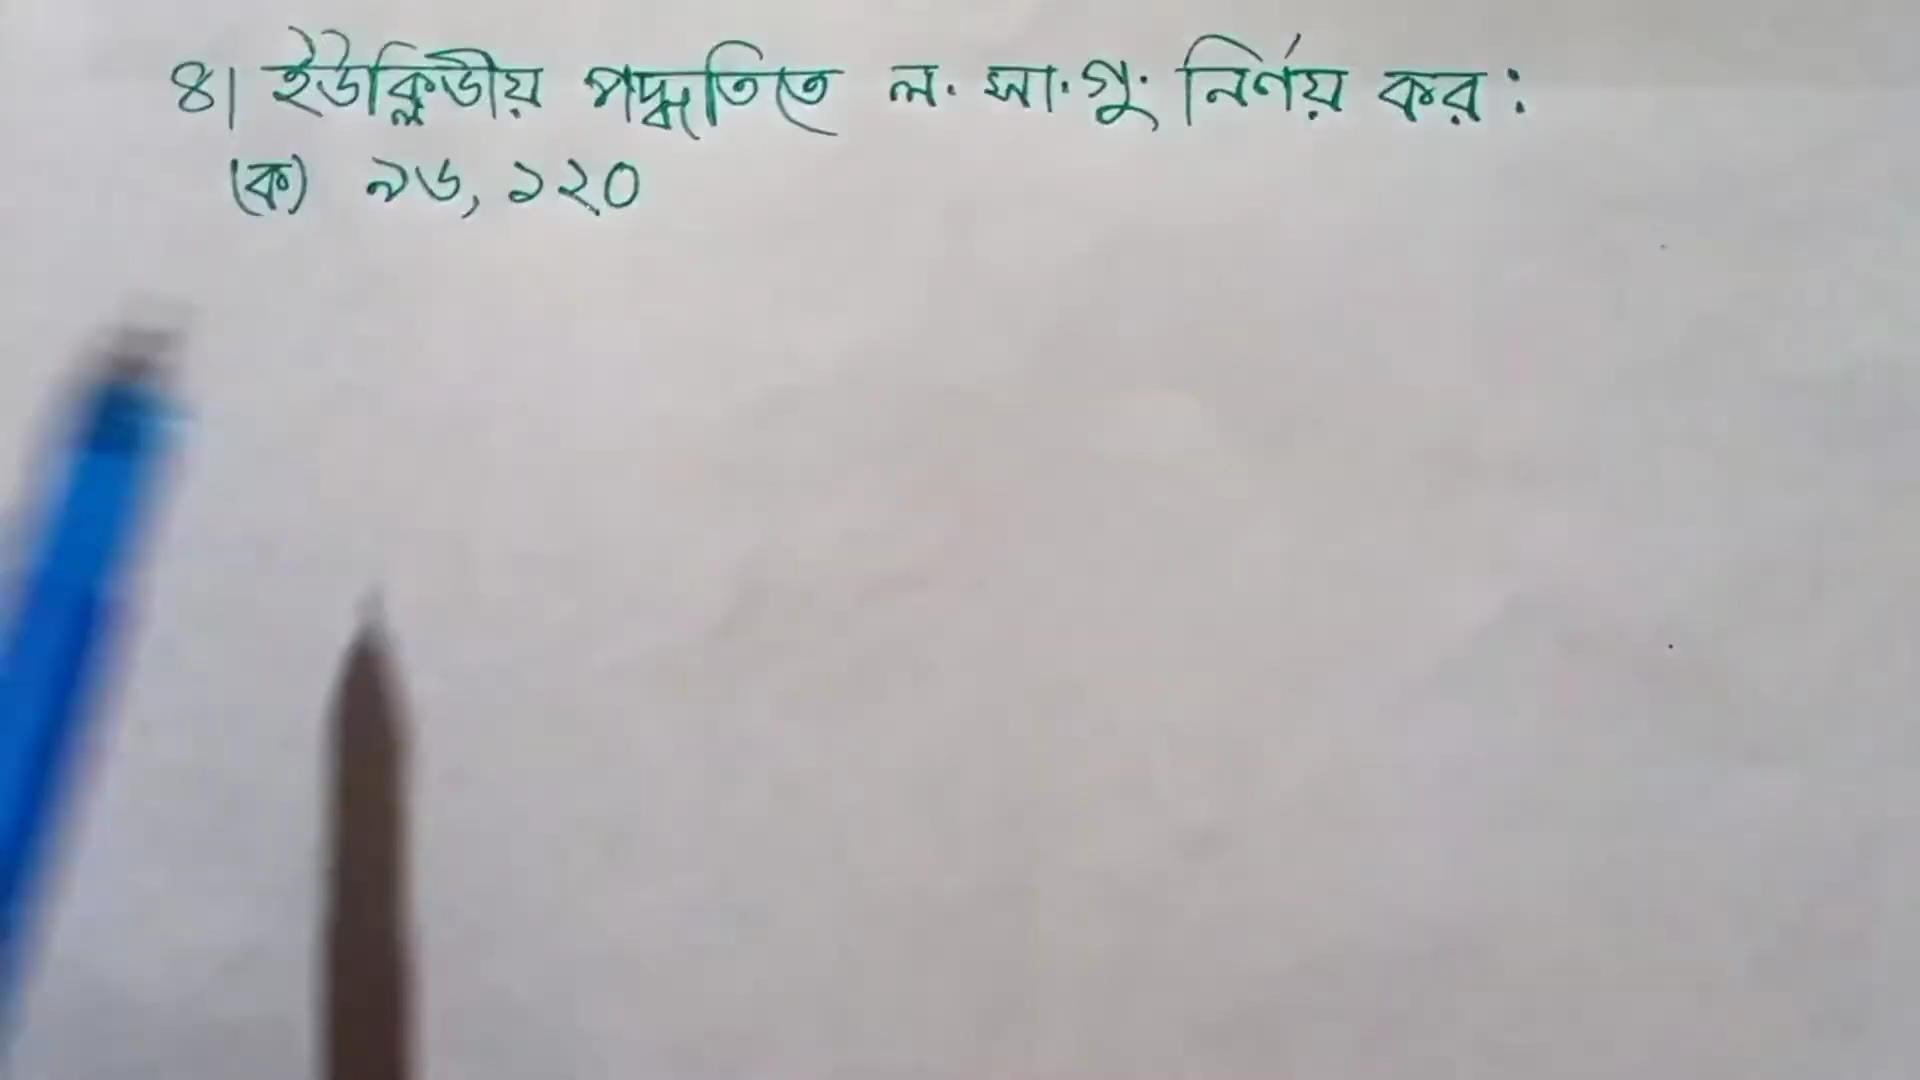 ৪। ইউক্লিডীয় পদ্ধতিতে ল. সা. গু. নির্ণয় কর :
(ক) ৯৬, ১২০